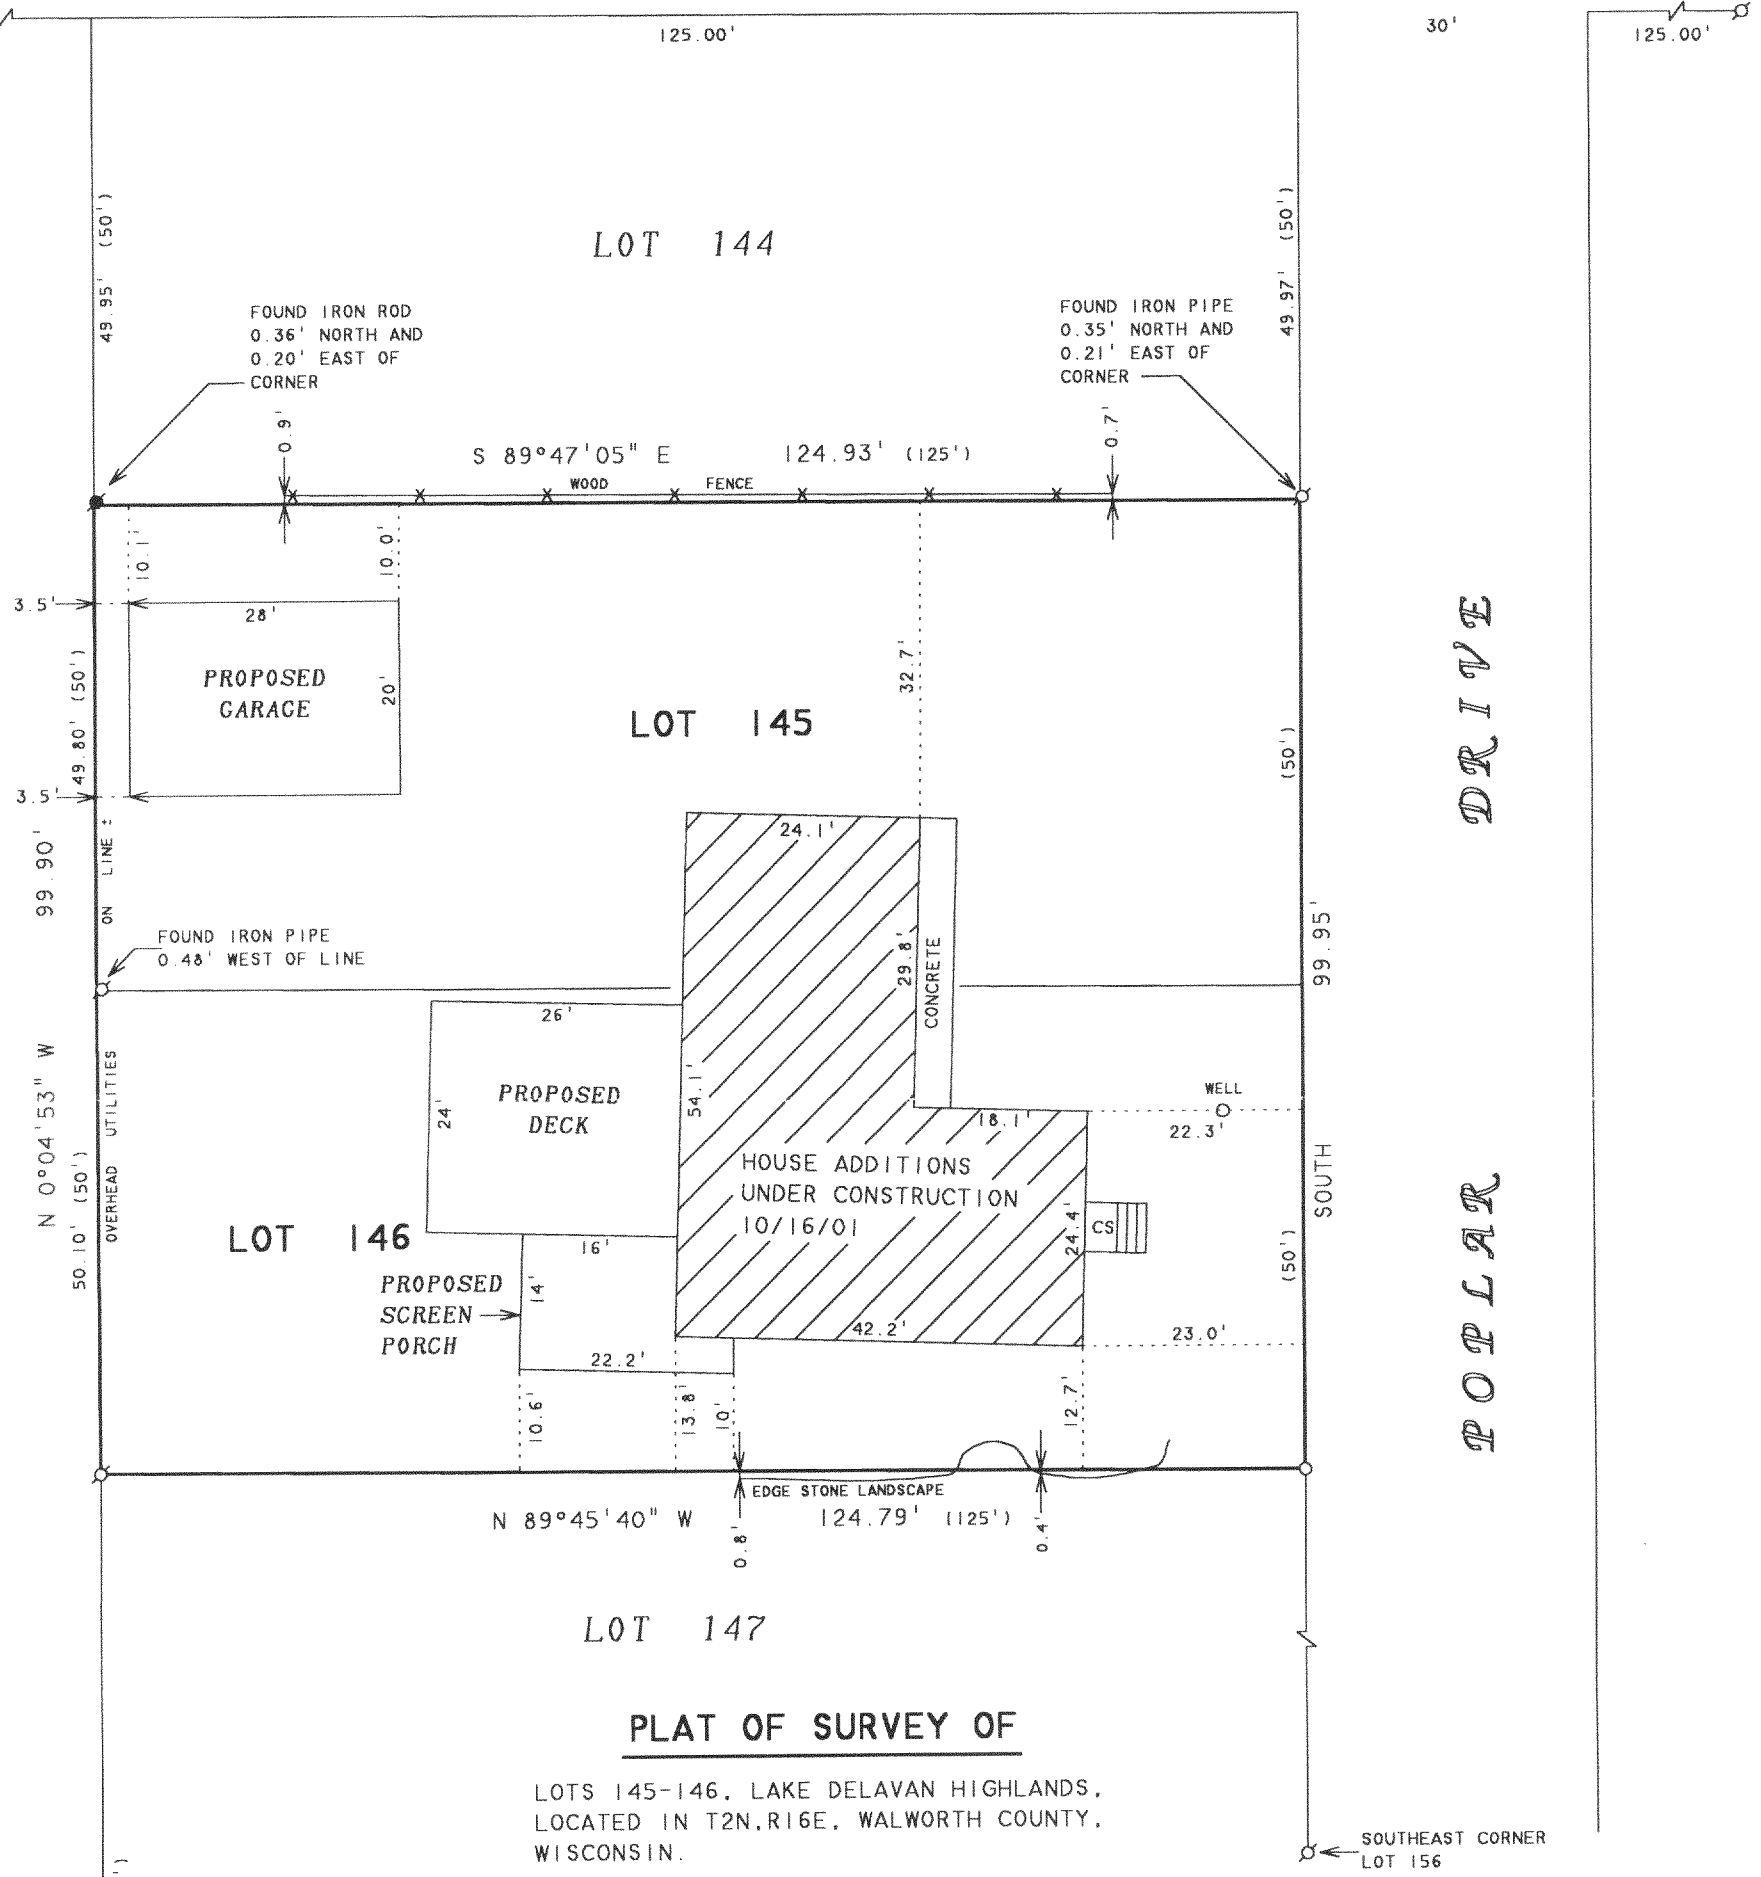 125.00'
30'
125.00'
49.95' (50')
LOT 144
49.97' (50')
FOUND IRON ROD
0.36' NORTH AND
0.20' EAST OF
CORNER
FOUND IRON PIPE
0.35' NORTH AND
0.21' EAST OF
CORNER
0.9'
S 89°47'05" E 124.93' (125')
0.7'
WOOD FENCE
10.1'
10.0'
3.5'
28'
PROPOSED
GARAGE
20'
49.80' (50')
3.5'
32.7'
LOT 145
(50')
DRIVE
24.1'
ON LINE ±
99.90'
N 0°04'53" W
FOUND IRON PIPE
0.48' WEST OF LINE
29.8'
CONCRETE
99.95'
SOUTH
26'
PROPOSED
DECK
24'
54.1'
OVERHEAD UTILITIES
50.10' (50')
WELL
18.1'
22.3'
HOUSE ADDITIONS
UNDER CONSTRUCTION
10/16/01
24.4'
CS
LOT 146
16'
14'
PROPOSED
SCREEN
PORCH
(50')
POPLAR
42.2'
23.0'
22.2'
10.6'
13.8'
10'
12.7'
EDGE STONE LANDSCAPE
N 89°45'40" W 124.79' (125')
0.8'
0.4'
LOT 147
PLAT OF SURVEY OF
LOTS 145-146, LAKE DELAVAN HIGHLANDS,
LOCATED IN T2N,R16E, WALWORTH COUNTY,
WISCONSIN.
SOUTHEAST CORNER
LOT 156